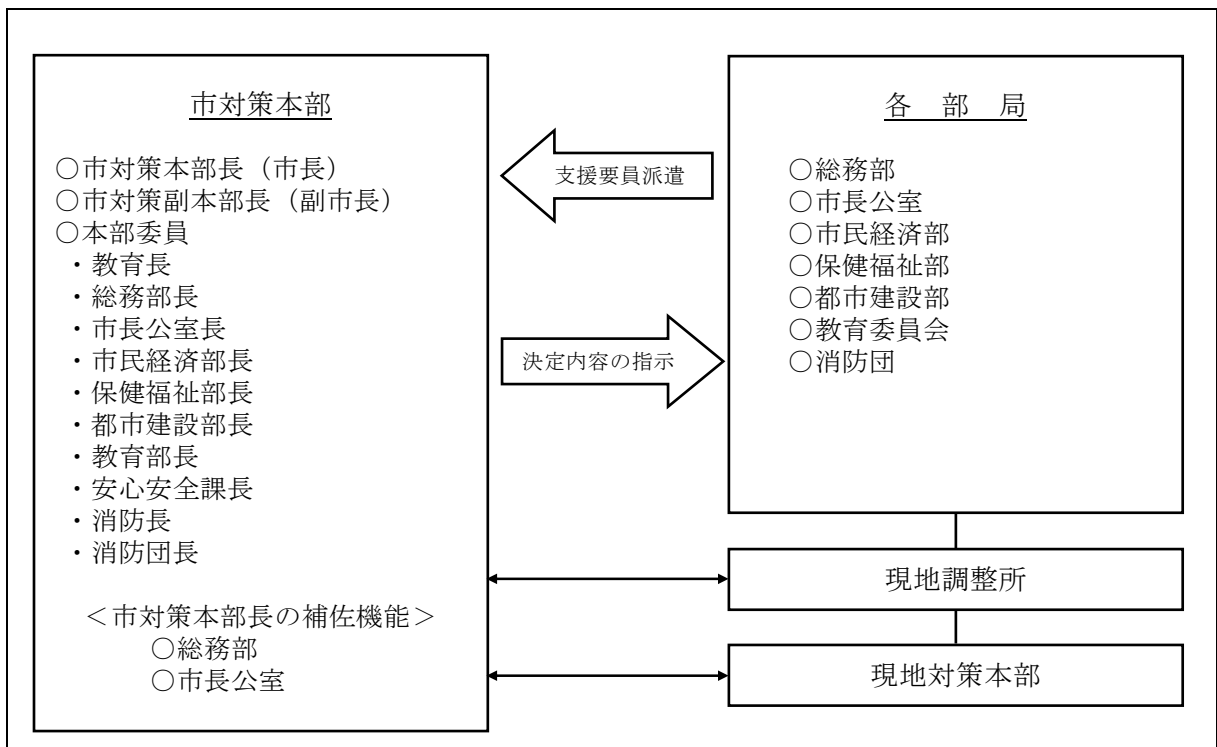 市対策本部
○市対策本部長（市長）
○市対策副本部長（副市長）
○本部委員
・教育長
・総務部長
・市長公室長
・市民経済部長
・保健福祉部長
・都市建設部長
・教育部長
・安心安全課長
・消防長
・消防団長
＜市対策本部長の補佐機能＞
○総務部
○市長公室
支援要員派遣
決定内容の指示
各　部　局
○総務部
○市長公室
○市民経済部
○保健福祉部
○都市建設部
○教育委員会
○消防団
現地調整所
現地対策本部